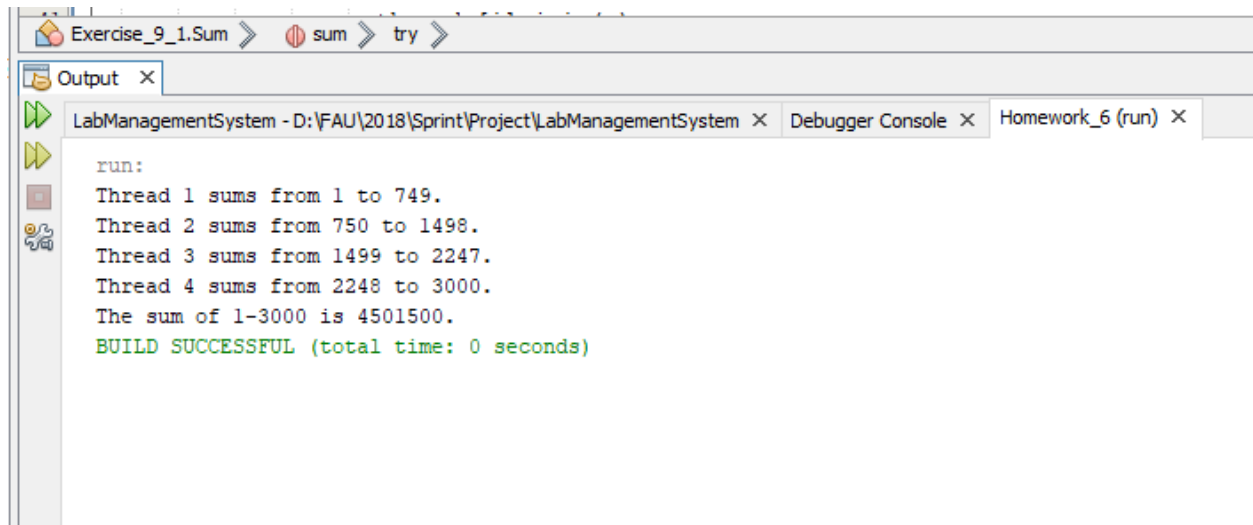 Exercise_9_1.Sum sum try
Output
LabManagementSystem - D:\FAU\2018\Sprint\Project\LabManagementSystem Debugger Console Homework_6 (run)
run:
Thread 1 sums from 1 to 749.
Thread 2 sums from 750 to 1498.
Thread 3 sums from 1499 to 2247.
Thread 4 sums from 2248 to 3000.
The sum of 1-3000 is 4501500.
BUILD SUCCESSFUL (total time: 0 seconds)